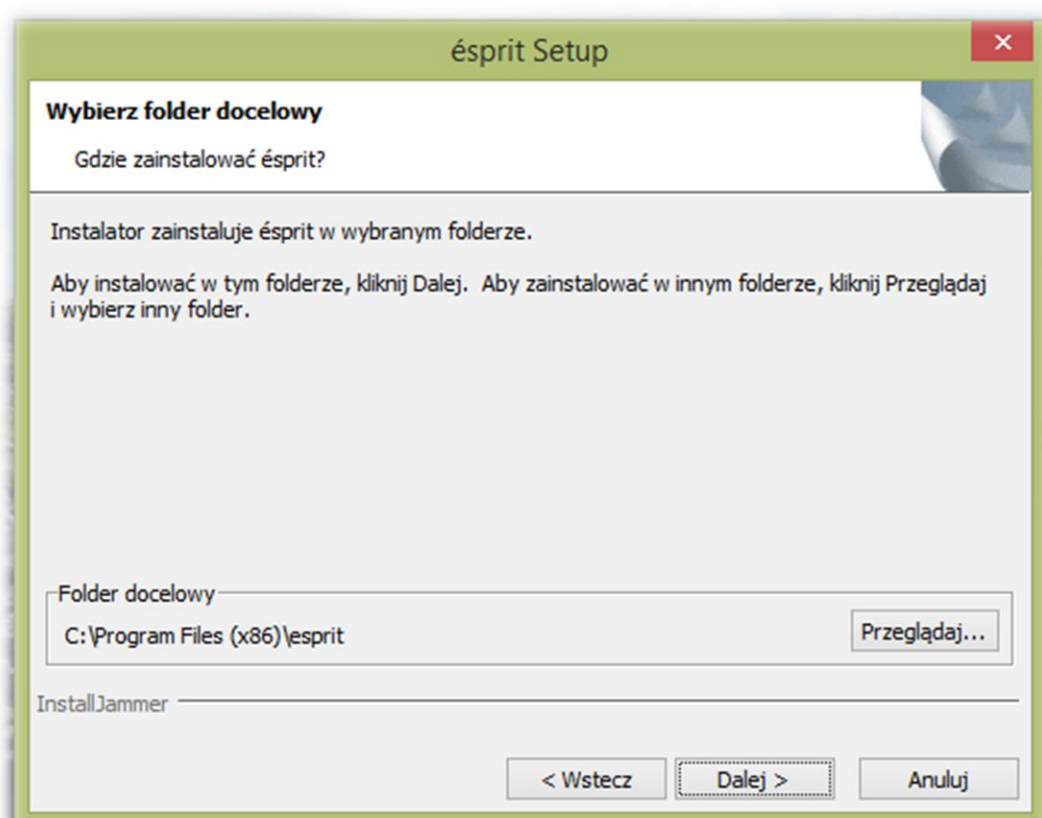 ésprit Setup
Wybierz folder docelowy
Gdzie zainstalować ésprit?
Instalator zainstaluje ésprit w wybranym folderze.
Aby instalować w tym folderze, kliknij Dalej. Aby zainstalować w innym folderze, kliknij Przeglądaj
i wybierz inny folder.
Folder docelowy
C:\Program Files (x86)\esprit
Przeglądaj...
InstallJammer
< Wstecz
Dalej >
Anuluj